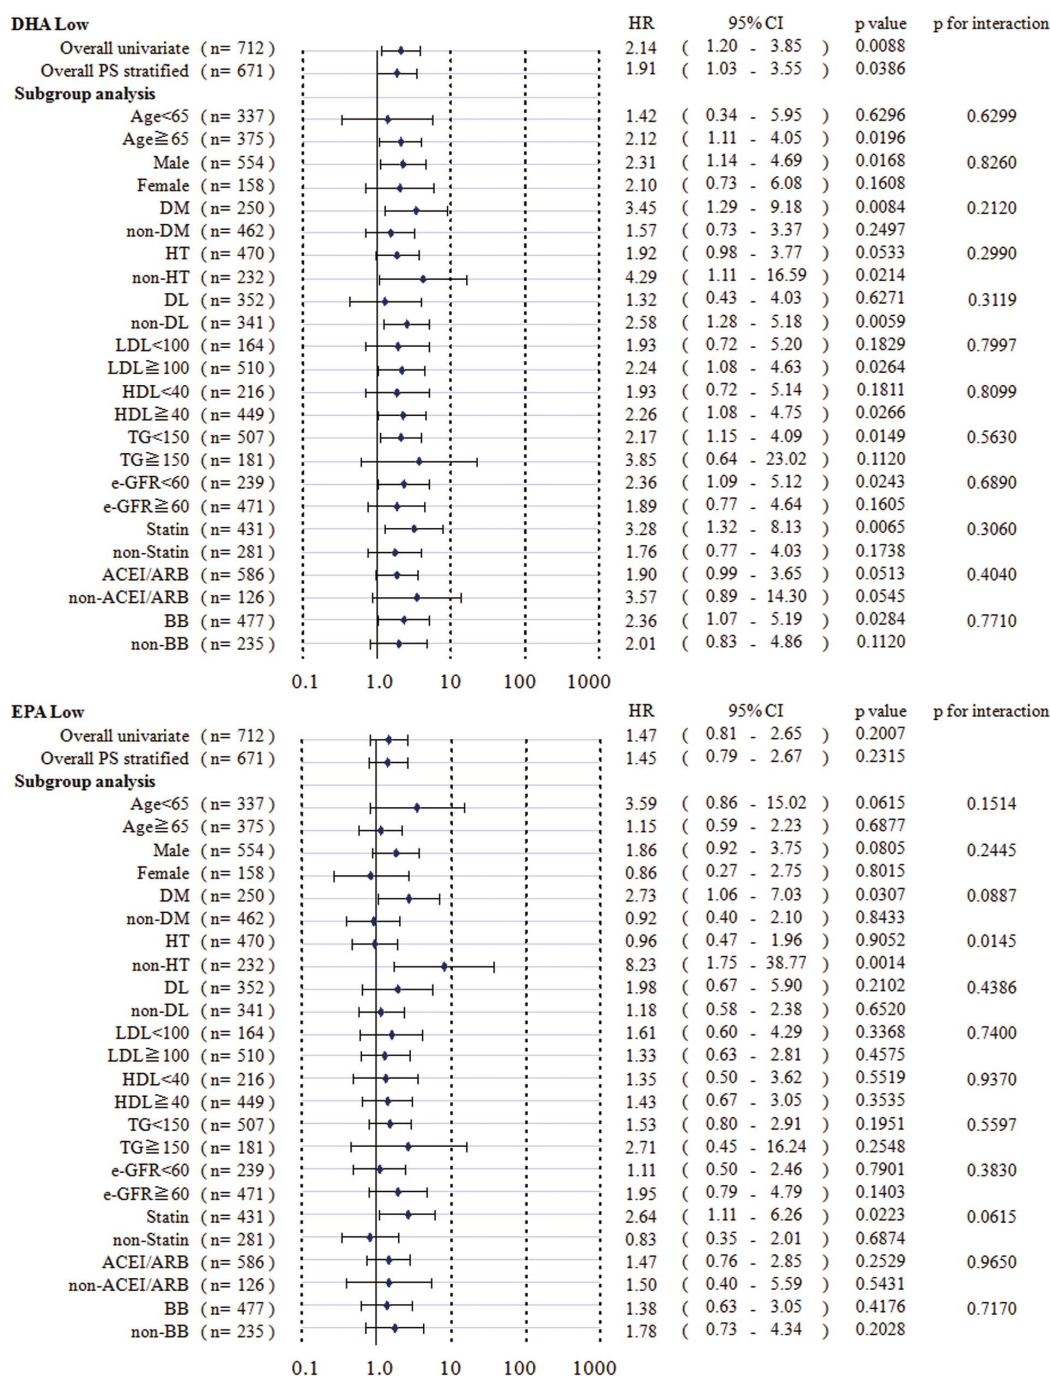 DHA Low HR 95% CI p value p for interaction
Overall univariate ( n= 712 ) 2.14 ( 1.20 - 3.85 ) 0.0088
Overall PS stratified ( n= 671 ) 1.91 ( 1.03 - 3.55 ) 0.0386
Subgroup analysis
Age<65 ( n= 337 ) 1.42 ( 0.34 - 5.95 ) 0.6296 0.6299
Age≧65 ( n= 375 ) 2.12 ( 1.11 - 4.05 ) 0.0196
Male ( n= 554 ) 2.31 ( 1.14 - 4.69 ) 0.0168 0.8260
Female ( n= 158 ) 2.10 ( 0.73 - 6.08 ) 0.1608
DM ( n= 250 ) 3.45 ( 1.29 - 9.18 ) 0.0084 0.2120
non-DM ( n= 462 ) 1.57 ( 0.73 - 3.37 ) 0.2497
HT ( n= 470 ) 1.92 ( 0.98 - 3.77 ) 0.0533 0.2990
non-HT ( n= 232 ) 4.29 ( 1.11 - 16.59 ) 0.0214
DL ( n= 352 ) 1.32 ( 0.43 - 4.03 ) 0.6271 0.3119
non-DL ( n= 341 ) 2.58 ( 1.28 - 5.18 ) 0.0059
LDL<100 ( n= 164 ) 1.93 ( 0.72 - 5.20 ) 0.1829 0.7997
LDL≧100 ( n= 510 ) 2.24 ( 1.08 - 4.63 ) 0.0264
HDL<40 ( n= 216 ) 1.93 ( 0.72 - 5.14 ) 0.1811 0.8099
HDL≧40 ( n= 449 ) 2.26 ( 1.08 - 4.75 ) 0.0266
TG<150 ( n= 507 ) 2.17 ( 1.15 - 4.09 ) 0.0149 0.5630
TG≧150 ( n= 181 ) 3.85 ( 0.64 - 23.02 ) 0.1120
e-GFR<60 ( n= 239 ) 2.36 ( 1.09 - 5.12 ) 0.0243 0.6890
e-GFR≧60 ( n= 471 ) 1.89 ( 0.77 - 4.64 ) 0.1605
Statin ( n= 431 ) 3.28 ( 1.32 - 8.13 ) 0.0065 0.3060
non-Statin ( n= 281 ) 1.76 ( 0.77 - 4.03 ) 0.1738
ACEI/ARB ( n= 586 ) 1.90 ( 0.99 - 3.65 ) 0.0513 0.4040
non-ACEI/ARB ( n= 126 ) 3.57 ( 0.89 - 14.30 ) 0.0545
BB ( n= 477 ) 2.36 ( 1.07 - 5.19 ) 0.0284 0.7710
non-BB ( n= 235 ) 2.01 ( 0.83 - 4.86 ) 0.1120
0.1 1.0 10 100 1000
EPA Low HR 95% CI p value p for interaction
Overall univariate ( n= 712 ) 1.47 ( 0.81 - 2.65 ) 0.2007
Overall PS stratified ( n= 671 ) 1.45 ( 0.79 - 2.67 ) 0.2315
Subgroup analysis
Age<65 ( n= 337 ) 3.59 ( 0.86 - 15.02 ) 0.0615 0.1514
Age≧65 ( n= 375 ) 1.15 ( 0.59 - 2.23 ) 0.6877
Male ( n= 554 ) 1.86 ( 0.92 - 3.75 ) 0.0805 0.2445
Female ( n= 158 ) 0.86 ( 0.27 - 2.75 ) 0.8015
DM ( n= 250 ) 2.73 ( 1.06 - 7.03 ) 0.0307 0.0887
non-DM ( n= 462 ) 0.92 ( 0.40 - 2.10 ) 0.8433
HT ( n= 470 ) 0.96 ( 0.47 - 1.96 ) 0.9052 0.0145
non-HT ( n= 232 ) 8.23 ( 1.75 - 38.77 ) 0.0014
DL ( n= 352 ) 1.98 ( 0.67 - 5.90 ) 0.2102 0.4386
non-DL ( n= 341 ) 1.18 ( 0.58 - 2.38 ) 0.6520
LDL<100 ( n= 164 ) 1.61 ( 0.60 - 4.29 ) 0.3368 0.7400
LDL≧100 ( n= 510 ) 1.33 ( 0.63 - 2.81 ) 0.4575
HDL<40 ( n= 216 ) 1.35 ( 0.50 - 3.62 ) 0.5519 0.9370
HDL≧40 ( n= 449 ) 1.43 ( 0.67 - 3.05 ) 0.3535
TG<150 ( n= 507 ) 1.53 ( 0.80 - 2.91 ) 0.1951 0.5597
TG≧150 ( n= 181 ) 2.71 ( 0.45 - 16.24 ) 0.2548
e-GFR<60 ( n= 239 ) 1.11 ( 0.50 - 2.46 ) 0.7901 0.3830
e-GFR≧60 ( n= 471 ) 1.95 ( 0.79 - 4.79 ) 0.1403
Statin ( n= 431 ) 2.64 ( 1.11 - 6.26 ) 0.0223 0.0615
non-Statin ( n= 281 ) 0.83 ( 0.35 - 2.01 ) 0.6874
ACEI/ARB ( n= 586 ) 1.47 ( 0.76 - 2.85 ) 0.2529 0.9650
non-ACEI/ARB ( n= 126 ) 1.50 ( 0.40 - 5.59 ) 0.5431
BB ( n= 477 ) 1.38 ( 0.63 - 3.05 ) 0.4176 0.7170
non-BB ( n= 235 ) 1.78 ( 0.73 - 4.34 ) 0.2028
0.1 1.0 10 100 1000